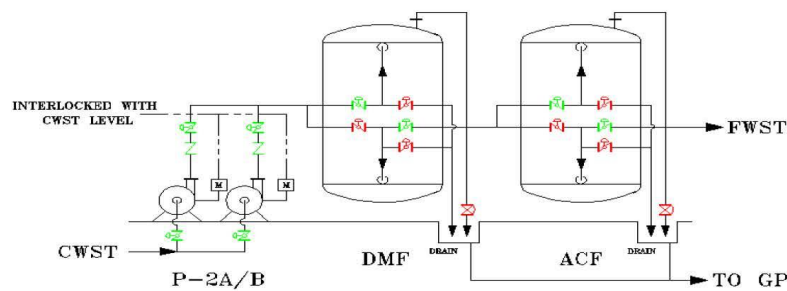 INTERLOCKED WITH
CWST LEVEL
FWST
M
M
CWST
DRAIN
DRAIN
P-2A/B
DMF
ACF
TO GP